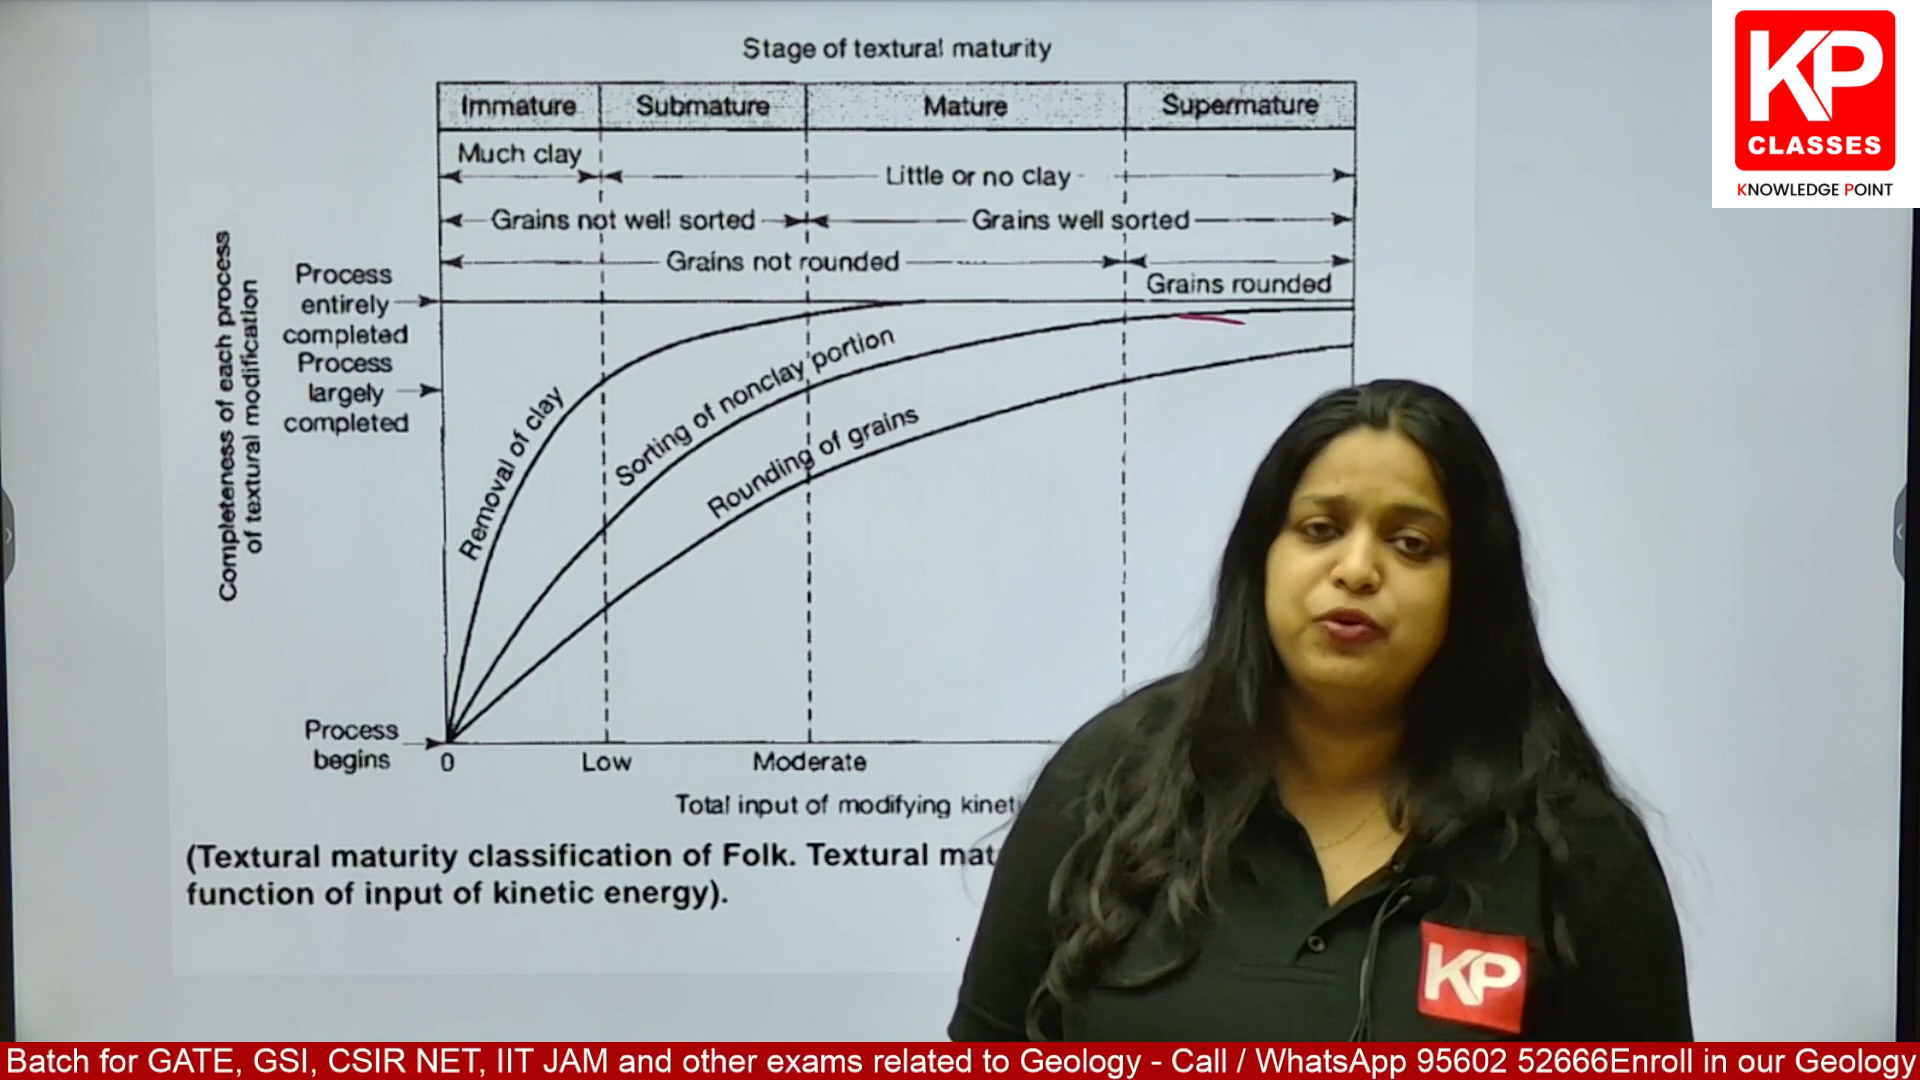 Stage of textural maturity
Immature
Submature
Mature
Supermature
Much clay
Little or no clay
Grains not well sorted
Grains well sorted
Grains not rounded
Grains rounded
Completeness of each process
of textural modification
Process
entirely
completed
Process
largely
completed
Process
begins
Removal of clay
Sorting of nonclay portion
Rounding of grains
0
Low
Moderate
Total input of modifying
(Textural maturity classification of Folk. Textural
function of input of kinetic energy).
KP
CLASSES
KNOWLEDGE POINT
KP
Batch for GATE, GSI, CSIR NET, IIT JAM and other exams related to Geology - Call / WhatsApp 95602 52666Enroll in our Geology